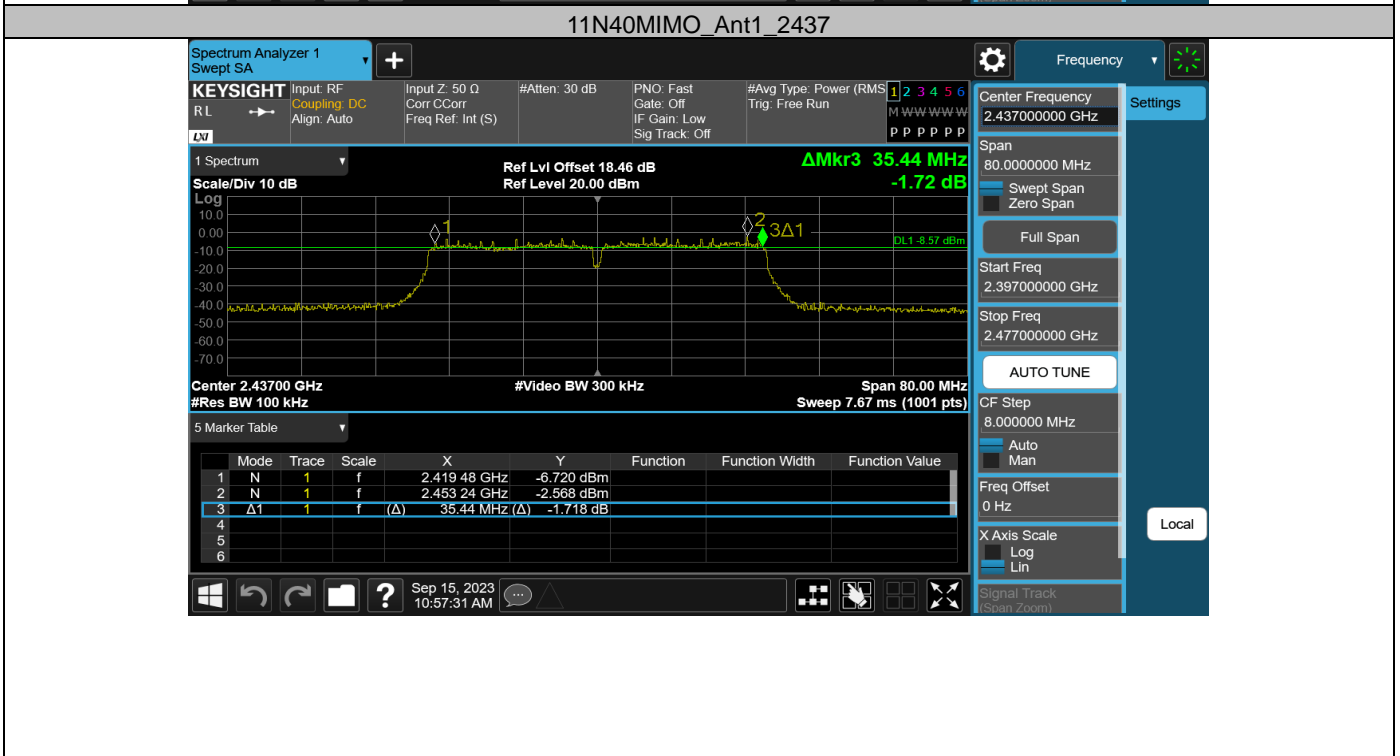 11N40MIMO_Ant1_2437
Spectrum Analyzer 1
Swept SA
Frequency
KEYSIGHT
RL
LXI
Input: RF
Coupling: DC
Align: Auto
Input Z: 50 Ω
Corr CCorr
Freq Ref: Int (S)
#Atten: 30 dB
PNO: Fast
Gate: Off
IF Gain: Low
Sig Track: Off
#Avg Type: Power (RMS
Trig: Free Run
1 2 3 4 5 6
M W W W W W
P P P P P P
1 Spectrum
Scale/Div 10 dB
Ref Lvl Offset 18.46 dB
Ref Level 20.00 dBm
ΔMkr3 35.44 MHz
-1.72 dB
Log
10.0
0.00
-10.0
-20.0
-30.0
-40.0
-50.0
-60.0
-70.0
1
2
3Δ1
DL1 -8.57 dBm
Center 2.43700 GHz
#Video BW 300 kHz
Span 80.00 MHz
#Res BW 100 kHz
Sweep 7.67 ms (1001 pts)
5 Marker Table
Mode Trace Scale X Y Function Function Width Function Value
1 N 1 f 2.419 48 GHz -6.720 dBm
2 N 1 f 2.453 24 GHz -2.568 dBm
3 Δ1 1 f (Δ) 35.44 MHz (Δ) -1.718 dB
4
5
6
Sep 15, 2023
10:57:31 AM
Center Frequency
2.437000000 GHz
Settings
Span
80.0000000 MHz
Swept Span
Zero Span
Full Span
Start Freq
2.397000000 GHz
Stop Freq
2.477000000 GHz
AUTO TUNE
CF Step
8.000000 MHz
Auto
Man
Freq Offset
0 Hz
Local
X Axis Scale
Log
Lin
Signal Track
(Span Zoom)